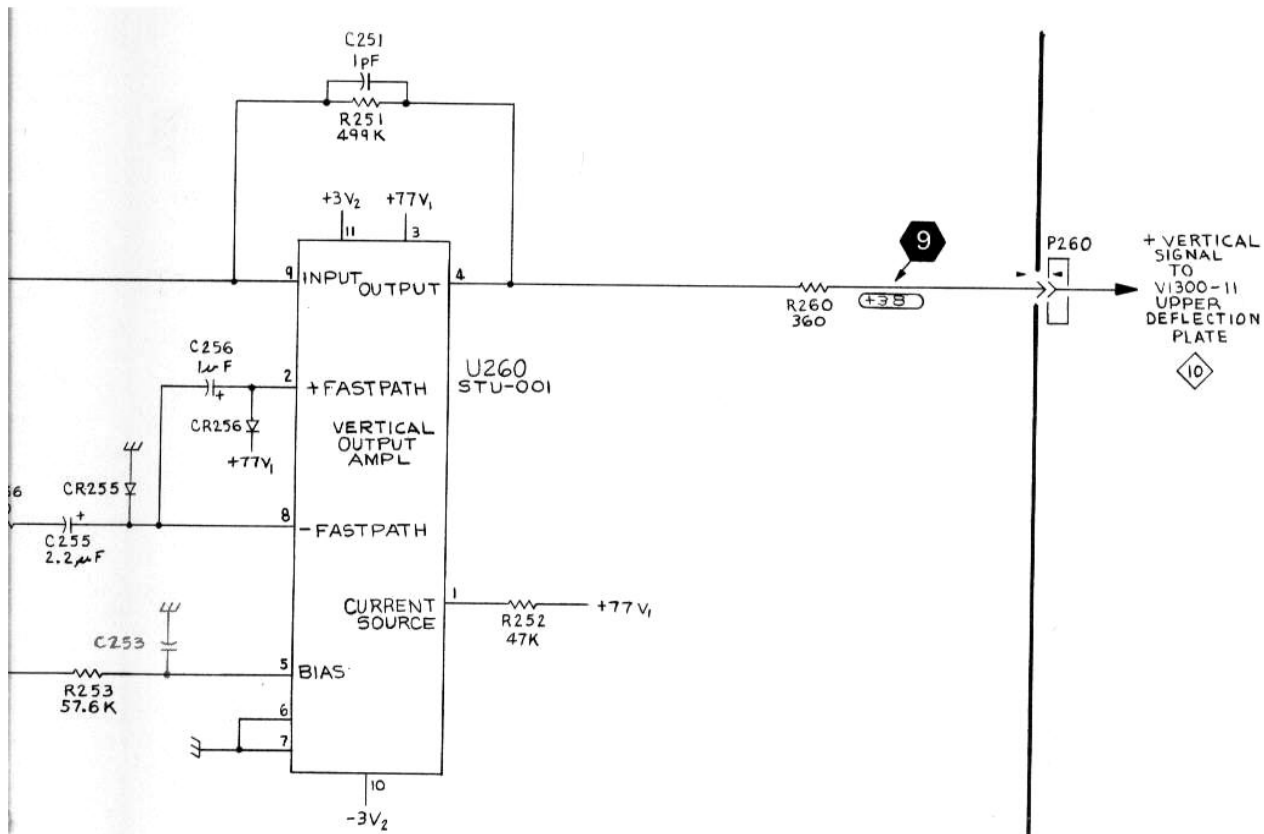 C251
1pF
R251
499K
+3V₂
+77V₁
11
3
9
INPUT
OUTPUT
4
9
R260
360
+38
P260
+ VERTICAL
SIGNAL
TO
V1300-11
UPPER
DEFLECTION
PLATE
10
C256
1μF
+
2
+FASTPATH
U260
STU-001
CR256
+77V₁
VERTICAL
OUTPUT
AMPL
CR255
+
C255
2.2μF
8
-FASTPATH
CURRENT
SOURCE
1
R252
47K
+77V₁
C253
R253
57.6K
5
BIAS
6
7
10
-3V₂